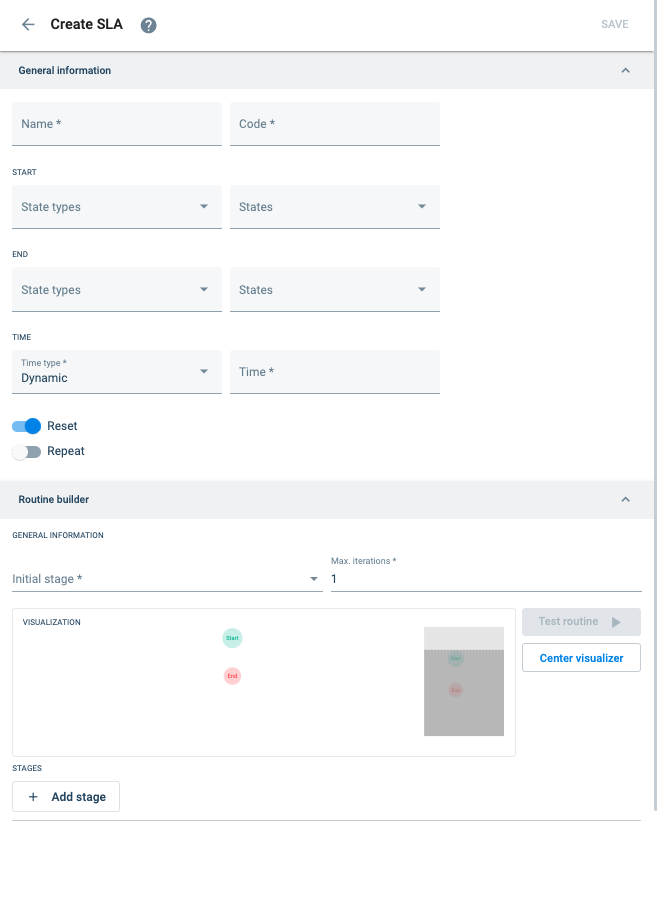 Create SLA
SAVE
General information
Name *
Code *
START
State types
States
END
State types
States
TIME
Time type *
Dynamic
Time *
Reset
Repeat
Routine builder
GENERAL INFORMATION
Initial stage *
Max. iterations *
1
VISUALIZATION
Start
End
Start
End
Test routine
Center visualizer
STAGES
+ Add stage